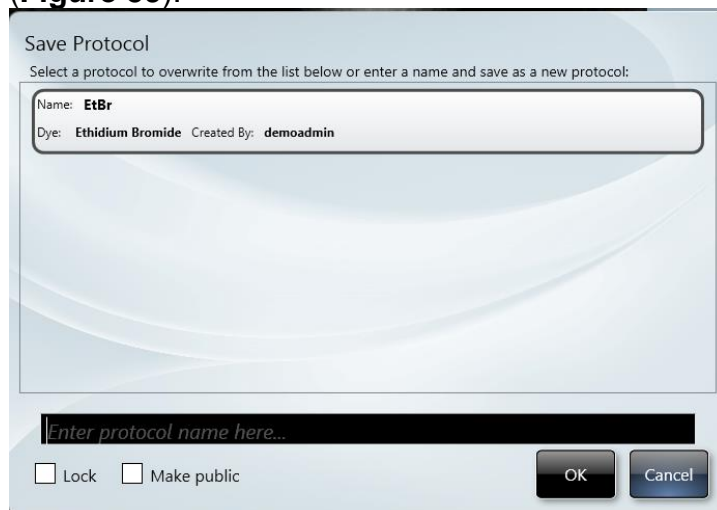 Save Protocol
Select a protocol to overwrite from the list below or enter a name and save as a new protocol:
Name: EtBr
Dye: Ethidium Bromide Created By: demoadmin
Enter protocol name here...
Lock Make public OK Cancel